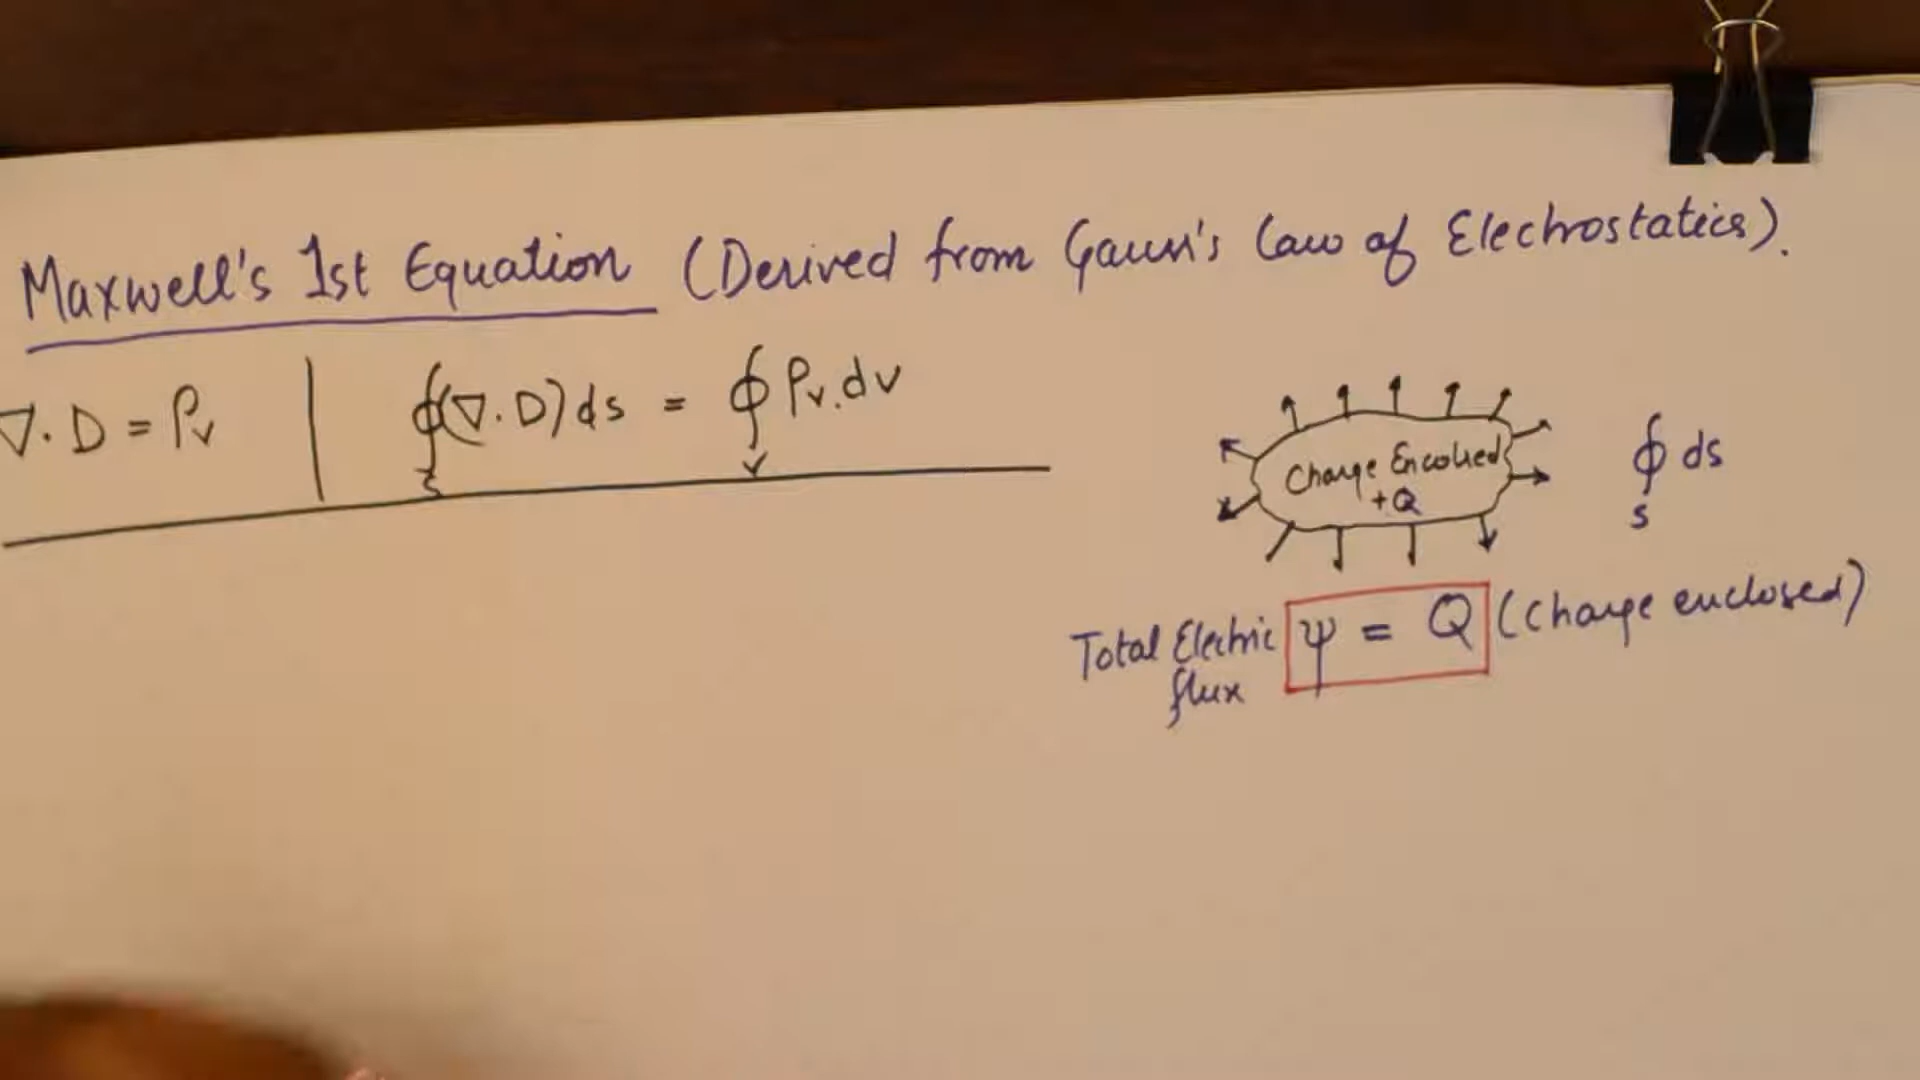 Maxwell's 1st Equation (Derived from Gauss's Law of Electrostatics).
∇.D = ρv | ∮s(∇.D)ds = ∮v ρv.dv
Charge Encolsed
+Q
∮ ds
s
Total Electric ψ = Q (Charge enclosed)
flux